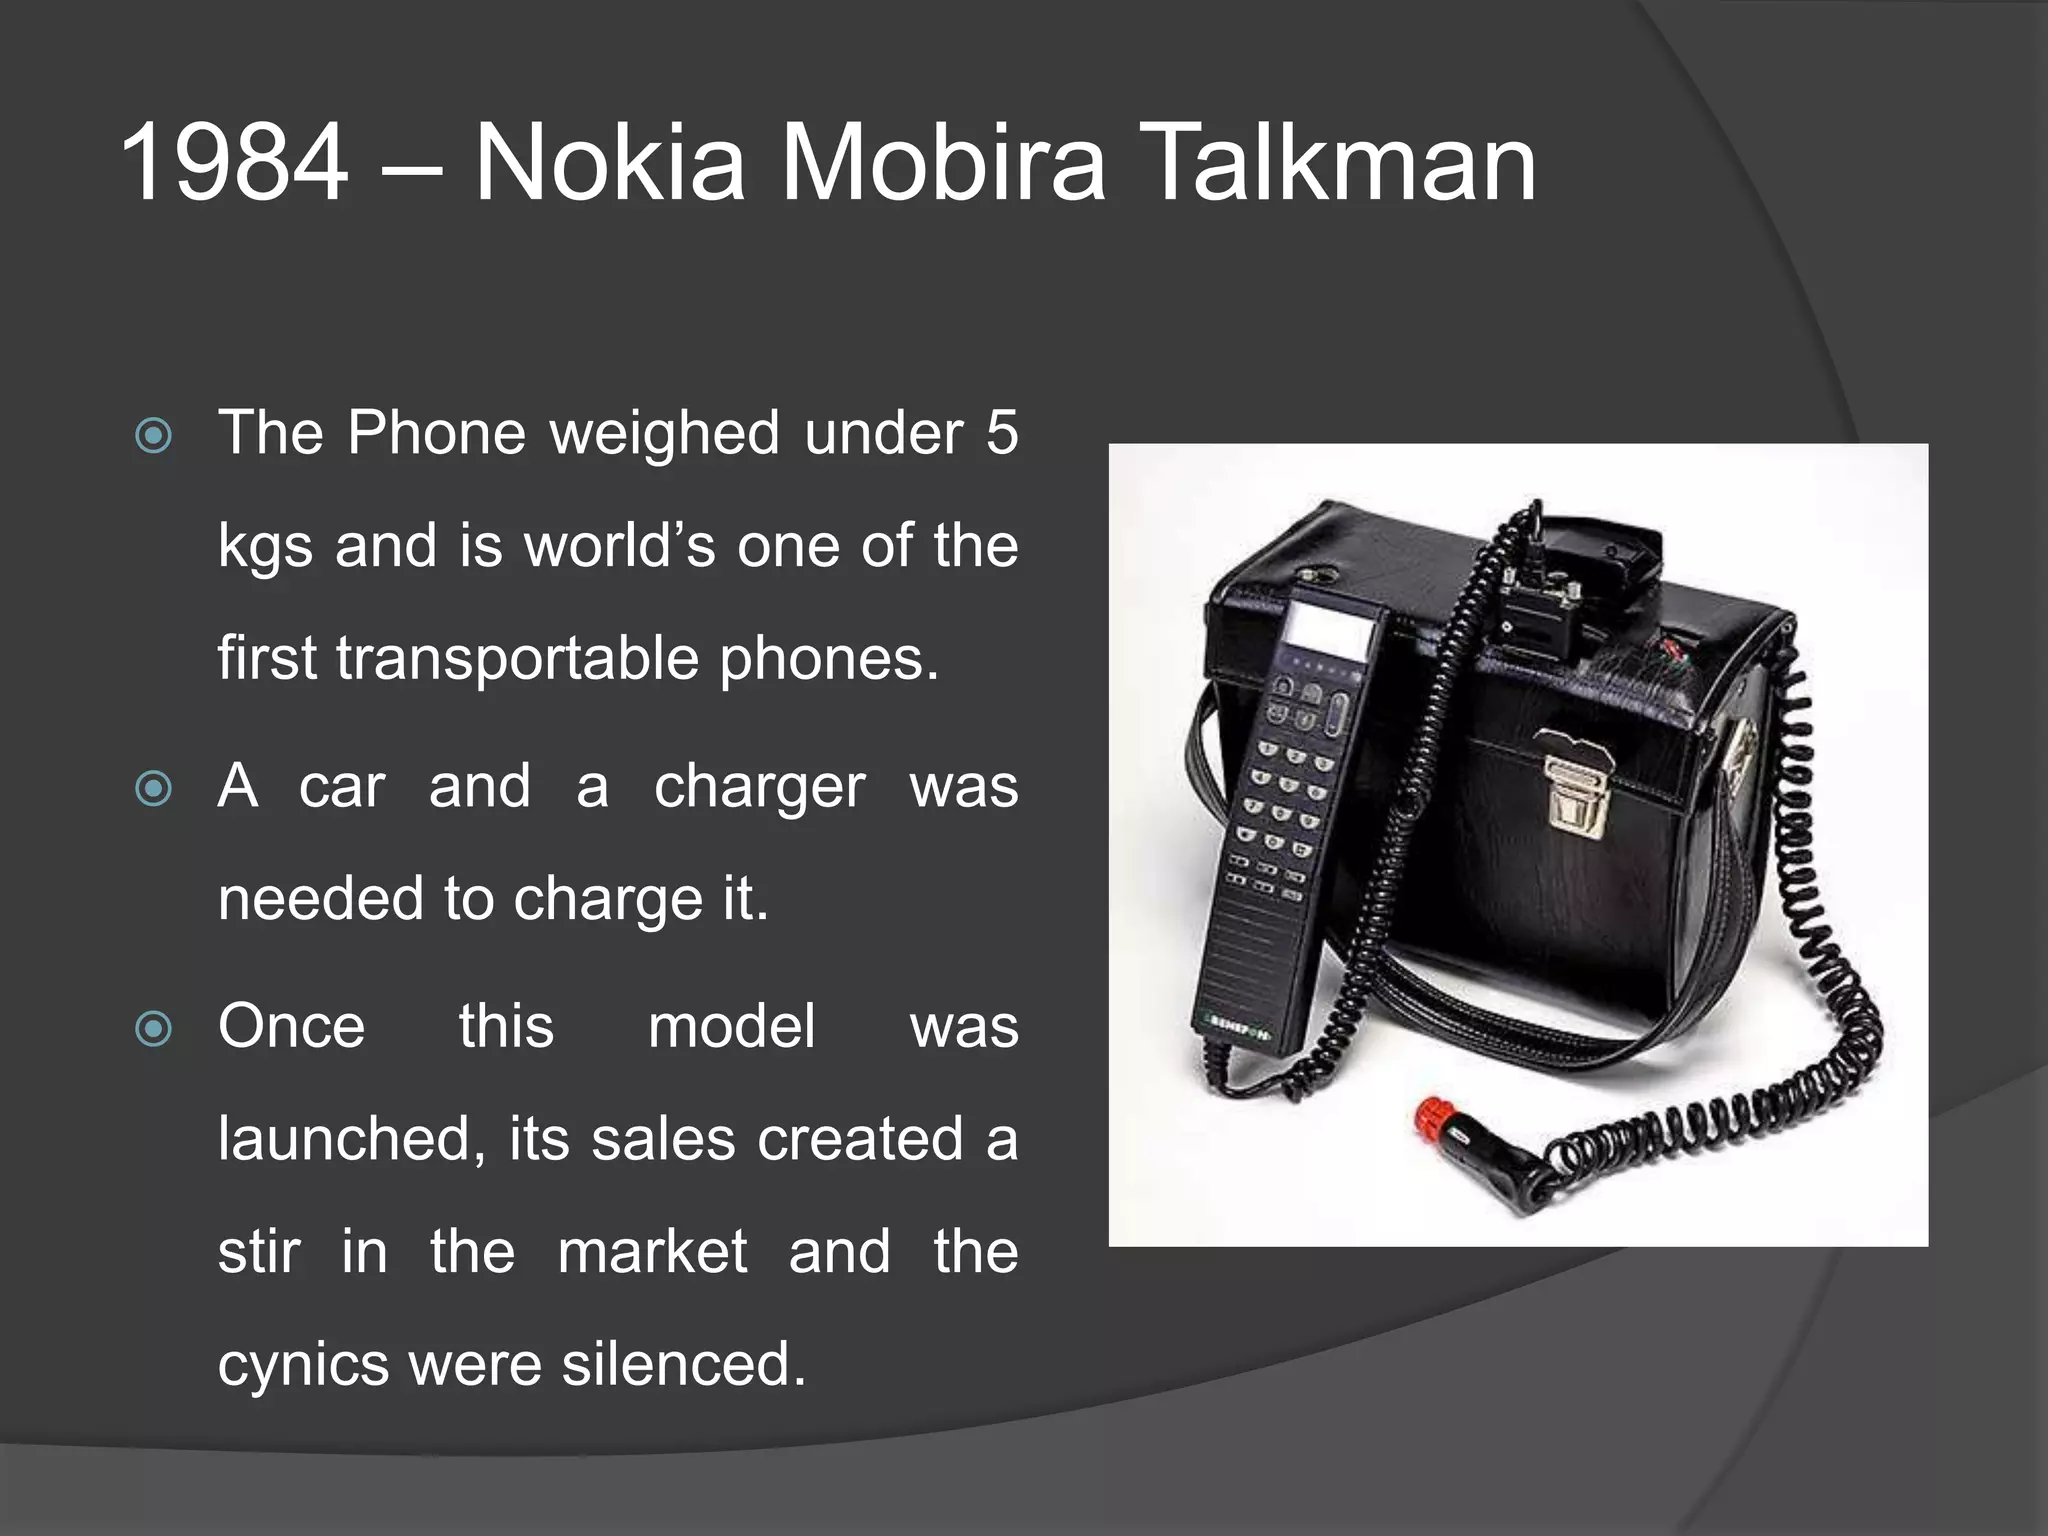 1984 – Nokia Mobira Talkman
The Phone weighed under 5
kgs and is world’s one of the
first transportable phones.
A car and a charger was
needed to charge it.
Once this model was
launched, its sales created a
stir in the market and the
cynics were silenced.